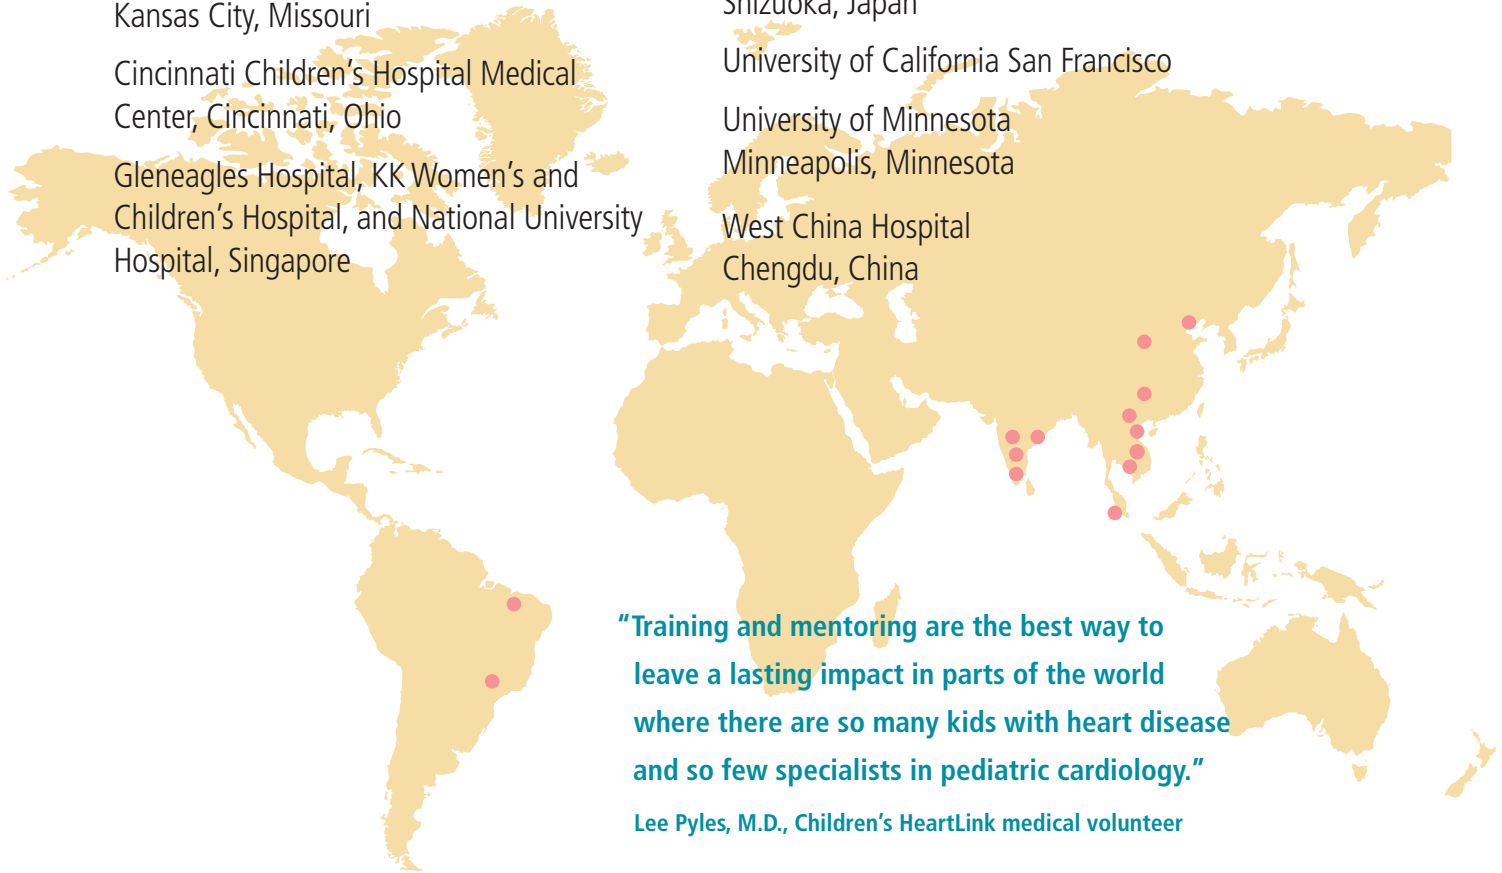 Kansas City, Missouri
Cincinnati Children's Hospital Medical
Center, Cincinnati, Ohio
Gleneagles Hospital, KK Women's and
Children's Hospital, and National University
Hospital, Singapore
Shizuoka, Japan
University of California San Francisco
University of Minnesota
Minneapolis, Minnesota
West China Hospital
Chengdu, China
"Training and mentoring are the best way to
leave a lasting impact in parts of the world
where there are so many kids with heart disease
and so few specialists in pediatric cardiology."
Lee Pyles, M.D., Children's HeartLink medical volunteer